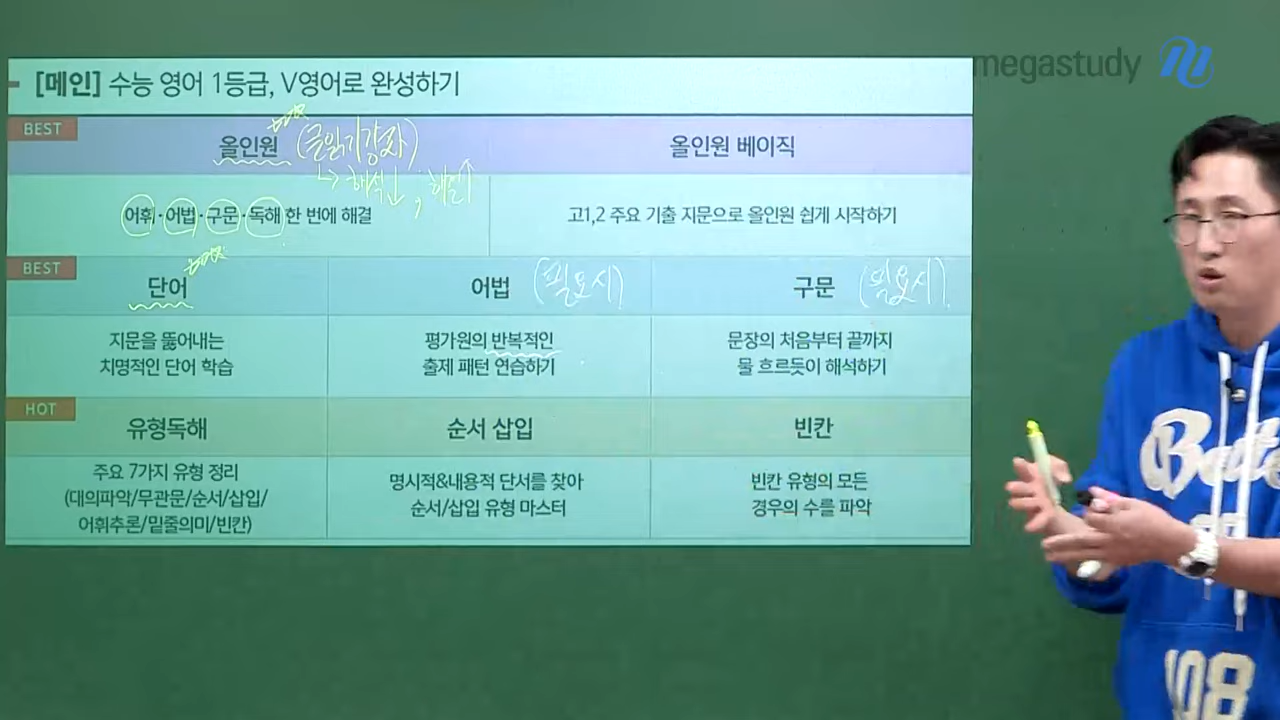 megastudy
[메인] 수능 영어 1등급, V영어로 완성하기
BEST
올인원 (글읽기강좌)
올인원 베이직
↳ 해석↓, 해결↑
어휘·어법·구문·독해 한 번에 해결
고1,2 주요 기출 지문으로 올인원 쉽게 시작하기
BEST
단어
어법 (필요시)
구문 (필요시)
지문을 뚫어내는
치명적인 단어 학습
평가원의 반복적인
출제 패턴 연습하기
문장의 처음부터 끝까지
물 흐르듯이 해석하기
HOT
유형독해
순서 삽입
빈칸
주요 7가지 유형 정리
(대의파악/무관문/순서/삽입/
어휘추론/밑줄의미/빈칸)
명시적&내용적 단서를 찾아
순서/삽입 유형 마스터
빈칸 유형의 모든
경우의 수를 파악
108